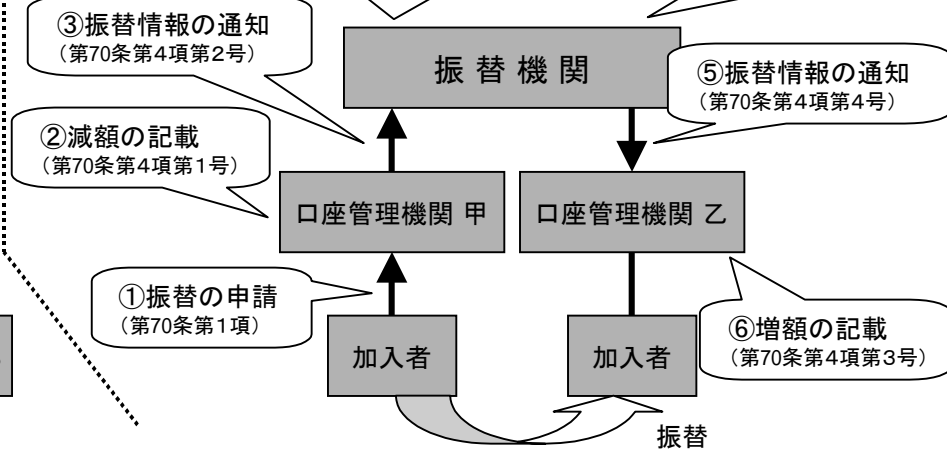 ③振替情報の通知
(第70条第4項第2号)
振替機関
⑤振替情報の通知
(第70条第4項第4号)
②減額の記載
(第70条第4項第1号)
口座管理機関 甲
口座管理機関 乙
①振替の申請
(第70条第1項)
加入者
加入者
⑥増額の記載
(第70条第4項第3号)
振替